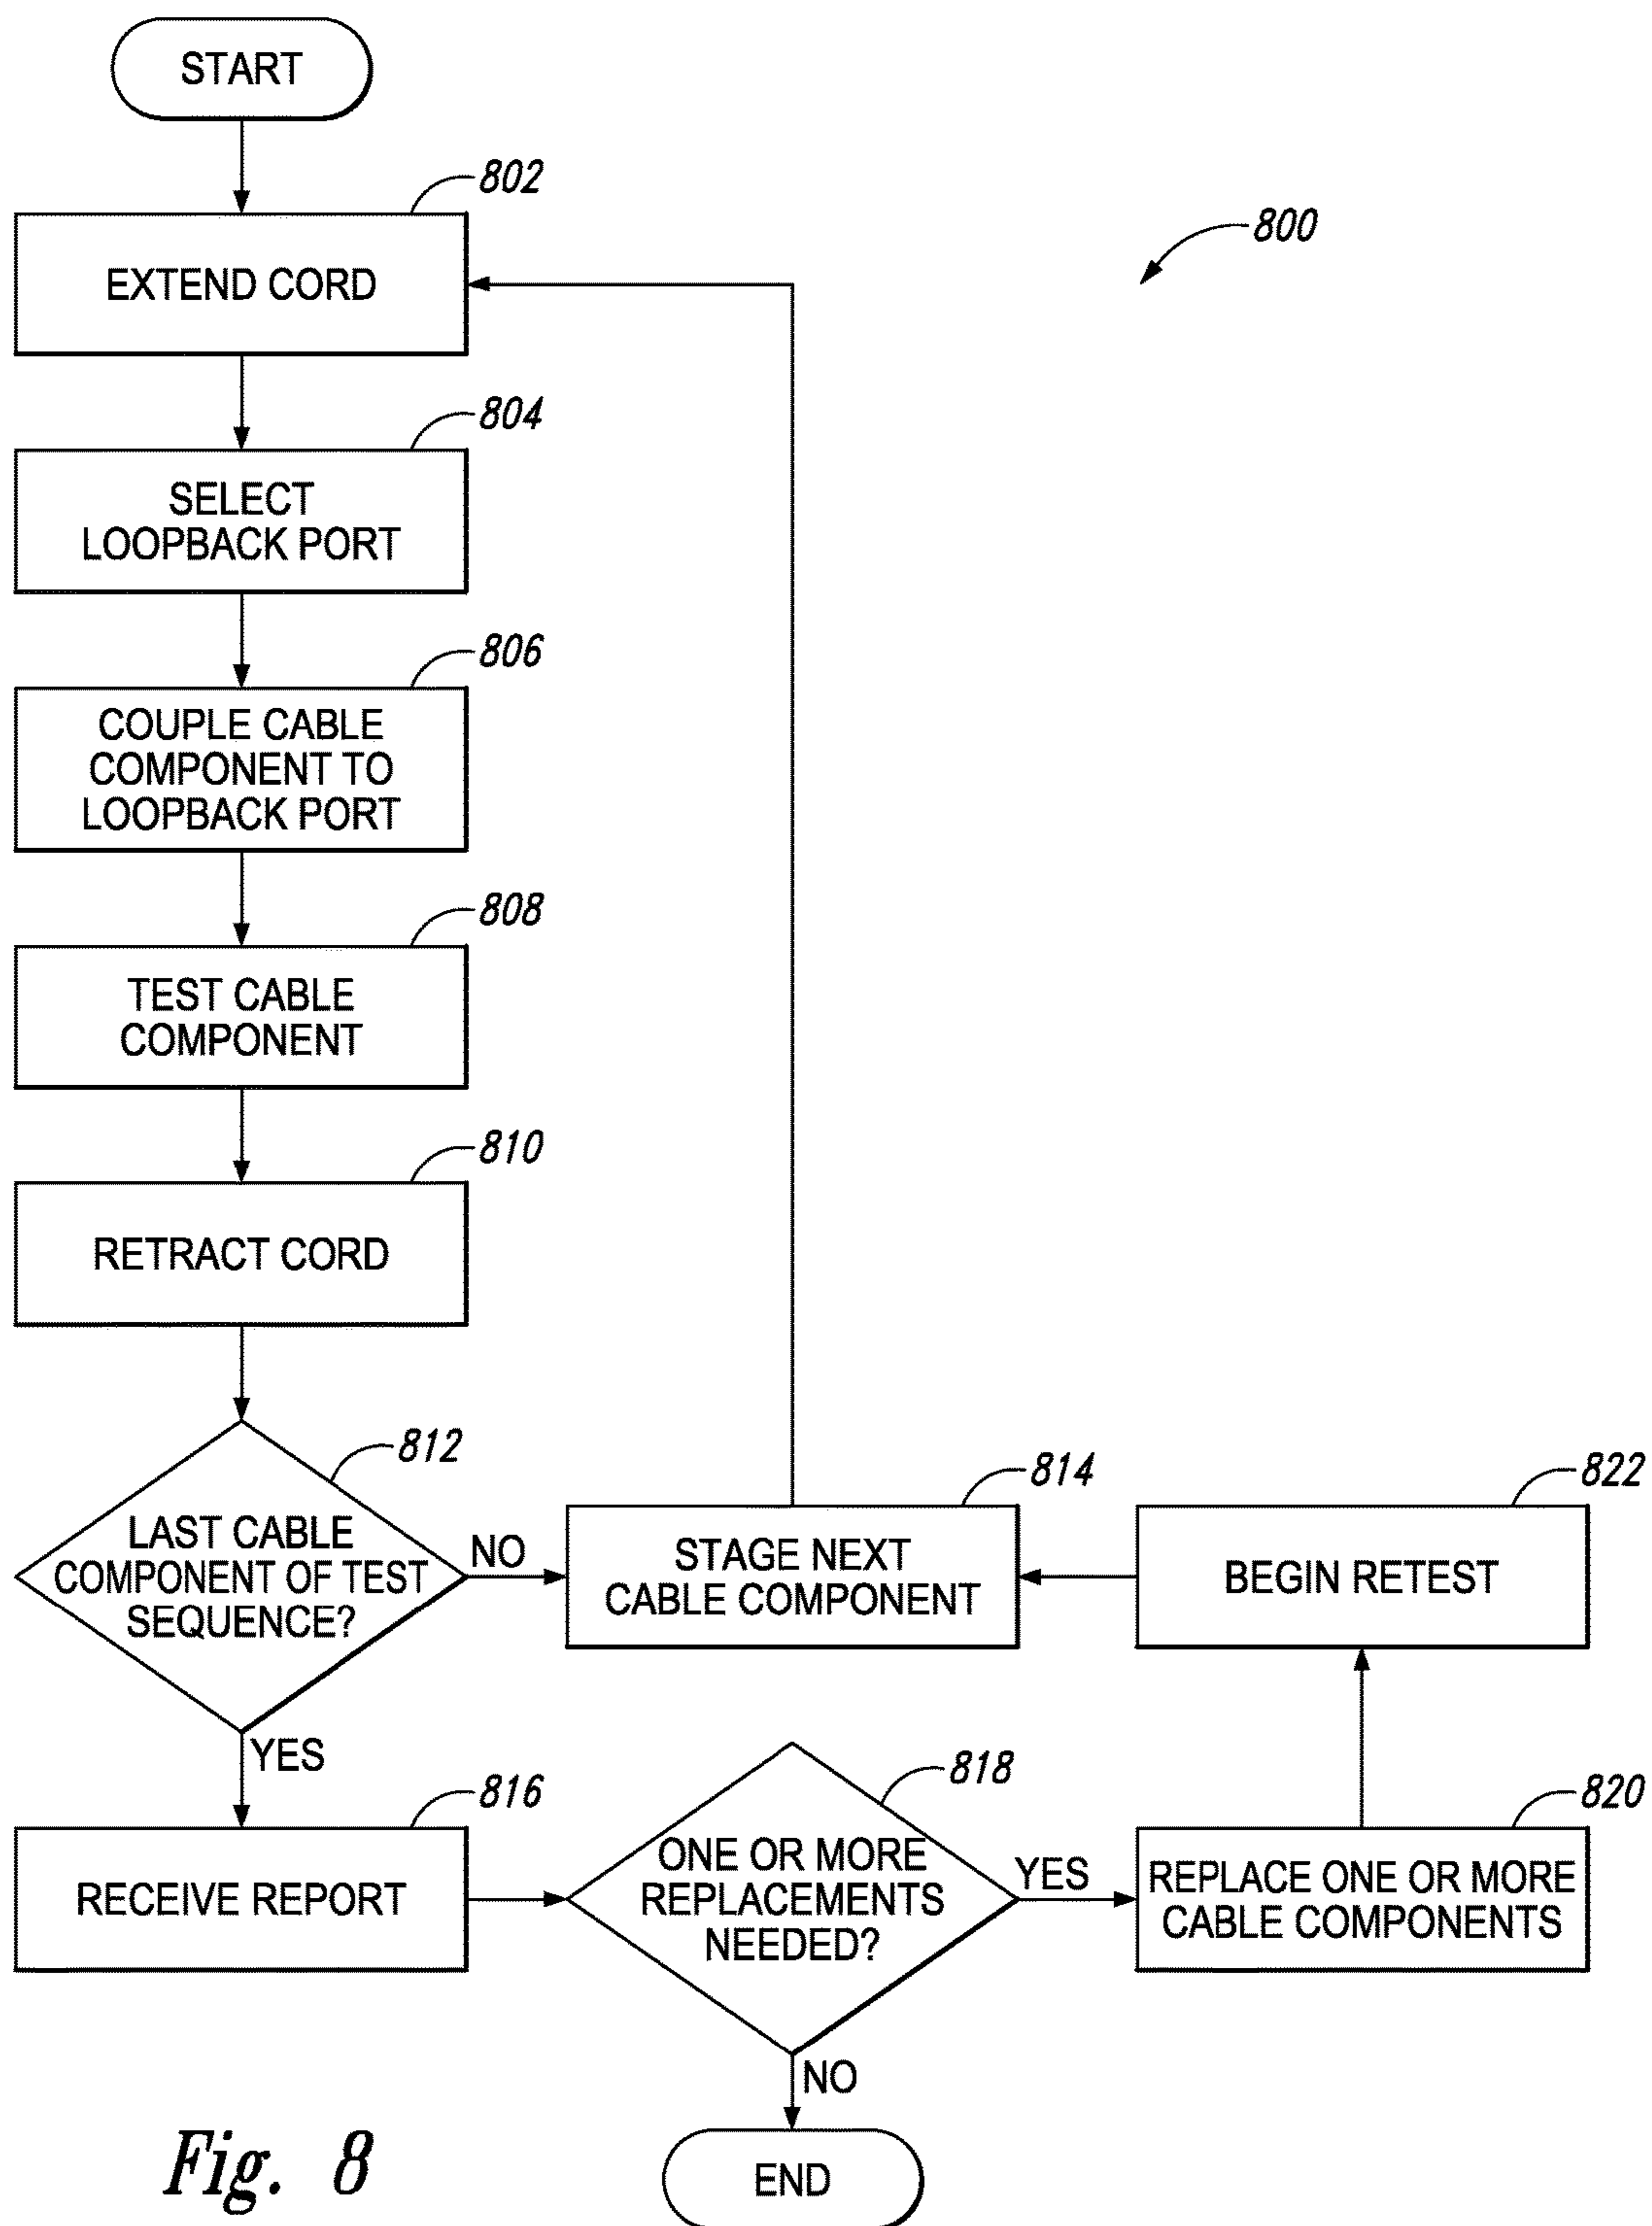 START
802
EXTEND CORD
800
804
SELECT
LOOPBACK PORT
806
COUPLE CABLE
COMPONENT TO
LOOPBACK PORT
808
TEST CABLE
COMPONENT
810
RETRACT CORD
812
LAST CABLE
COMPONENT OF TEST
SEQUENCE?
NO
814
STAGE NEXT
CABLE COMPONENT
822
BEGIN RETEST
YES
816
RECEIVE REPORT
818
ONE OR MORE
REPLACEMENTS
NEEDED?
YES
820
REPLACE ONE OR MORE
CABLE COMPONENTS
NO
END
Fig. 8